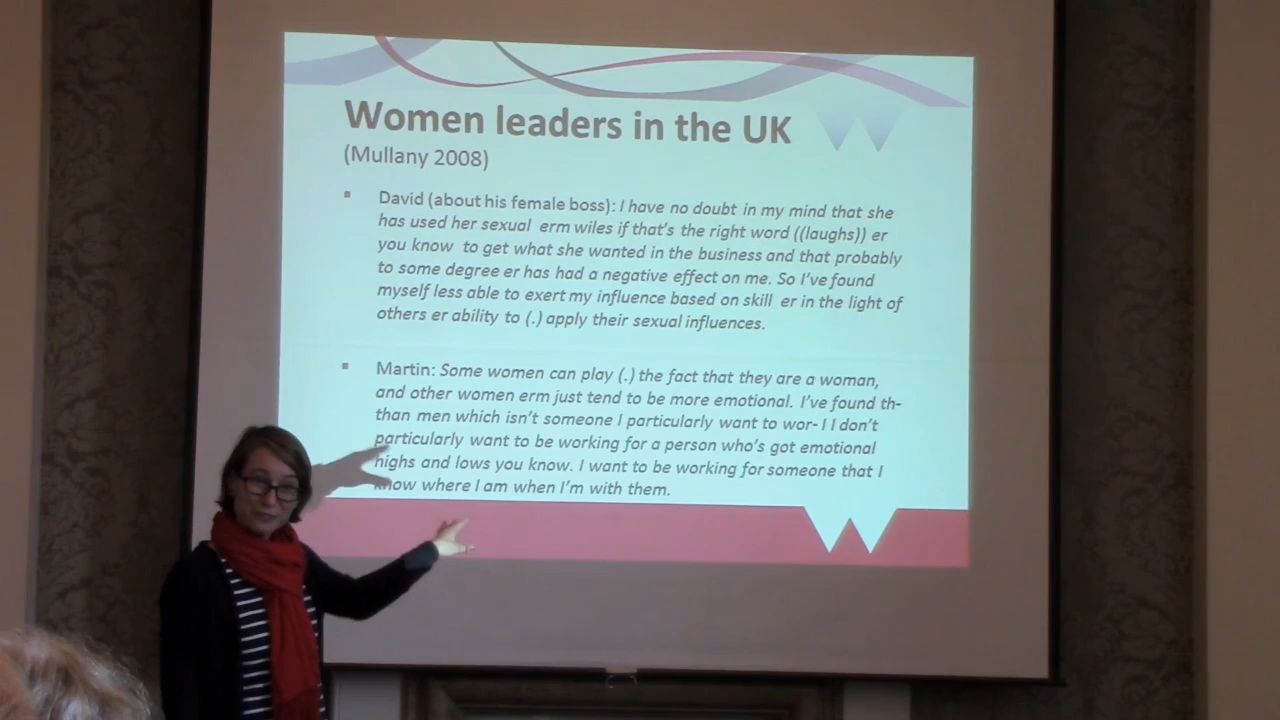 Women leaders in the UK
(Mullany 2008)
▪ David (about his female boss): I have no doubt in my mind that she
has used her sexual erm wiles if that's the right word ((laughs)) er
you know to get what she wanted in the business and that probably
to some degree er has had a negative effect on me. So I've found
myself less able to exert my influence based on skill er in the light of
others er ability to (.) apply their sexual influences.
▪ Martin: Some women can play (.) the fact that they are a woman,
and other women erm just tend to be more emotional. I've found th-
than men which isn't someone I particularly want to wor- I I don't
particularly want to be working for a person who's got emotional
highs and lows you know. I want to be working for someone that I
know where I am when I'm with them.